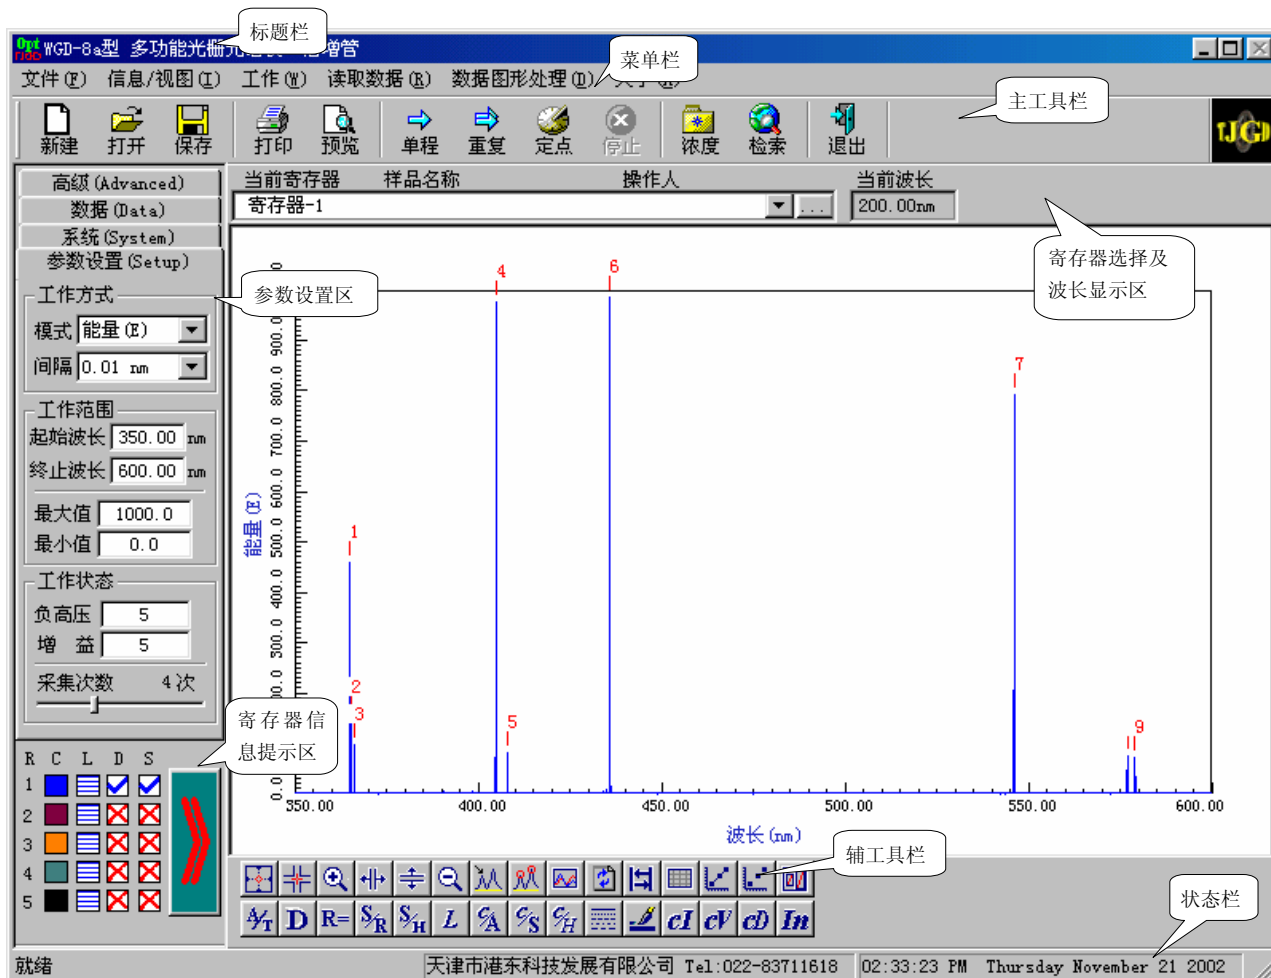 标题栏
Opt
WGD-8a型 多功能光栅
倍增管
菜单栏
文件(F) 信息/视图(I) 工作(W) 读取数据(R) 数据图形处理(D)
主工具栏
新建 打开 保存 打印 预览 单程 重复 定点 停止 浓度 检索 退出
TJGD
高级(Advanced)
数据(Data)
系统(System)
参数设置(Setup)
当前寄存器 样品名称 操作人 当前波长
寄存器-1 ... 200.00nm
寄存器选择及
波长显示区
参数设置区
工作方式
模式 能量(E)
间隔 0.01 nm
工作范围
起始波长 350.00 nm
终止波长 600.00 nm
最大值 1000.0
最小值 0.0
工作状态
负高压 5
增 益 5
采集次数 4次
寄存器信
息提示区
R C L D S
1
2
3
4
5
能量(E)
900.0
800.0
700.0
600.0
500.0
400.0
300.0
0.0
1
2
3
4
5
6
7
9
350.00 400.00 450.00 500.00 550.00 600.00
波长(nm)
辅工具栏
A/T D R= S/R S/H L C/A C/S C/H cI cV cD In
状态栏
就绪 天津市港东科技发展有限公司 Tel:022-83711618 02:33:23 PM Thursday November 21 2002